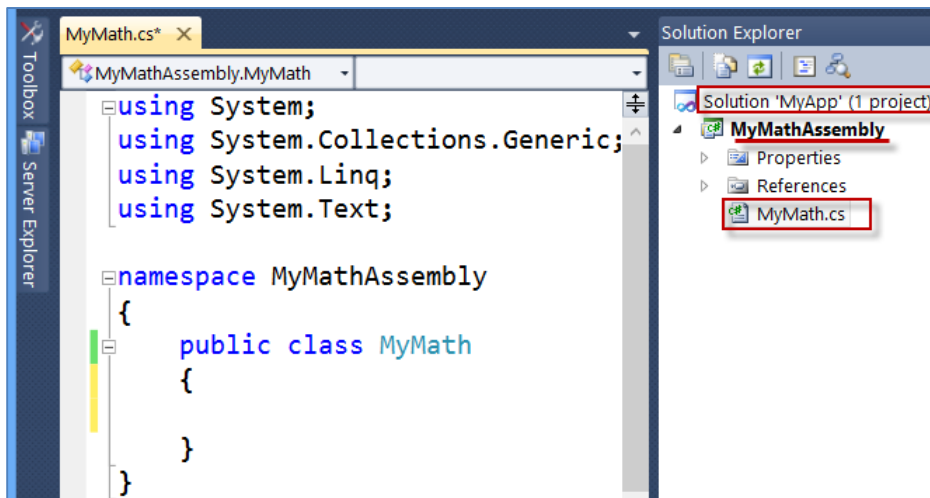 Toolbox
Server Explorer
MyMath.cs*
MyMathAssembly.MyMath
using System;
using System.Collections.Generic;
using System.Linq;
using System.Text;
namespace MyMathAssembly
{
public class MyMath
{
}
}
Solution Explorer
Solution 'MyApp' (1 project)
MyMathAssembly
Properties
References
MyMath.cs